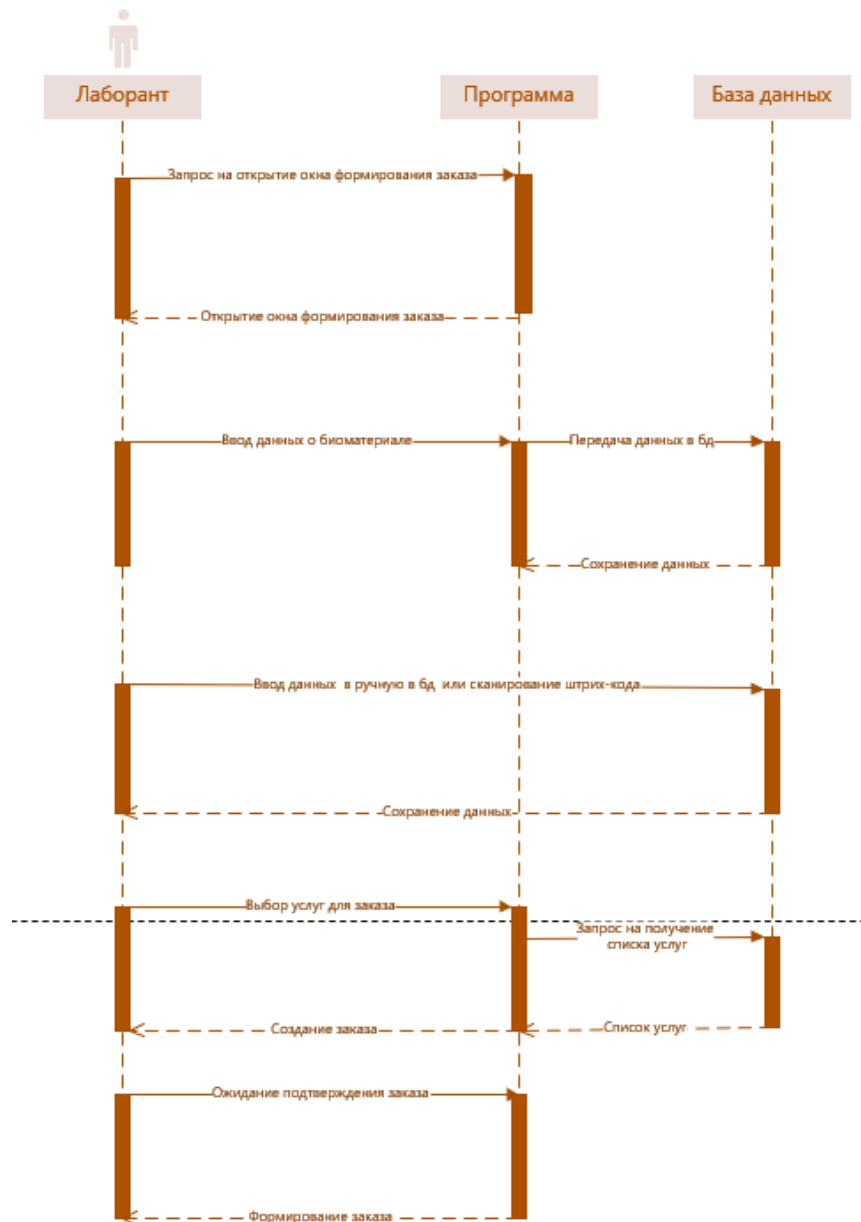 Лаборант
Программа
База данных
Запрос на открытие окна формирования заказа
Открытие окна формирования заказа
Ввод данных о биоматериале
Передача данных в бд
Сохранение данных
Ввод данных в ручную в бд или сканирование штрих-кода
Сохранение данных
Выбор услуг для заказа
Запрос на получение
списка услуг
Создание заказа
Список услуг
Ожидание подтверждения заказа
Формирование заказа